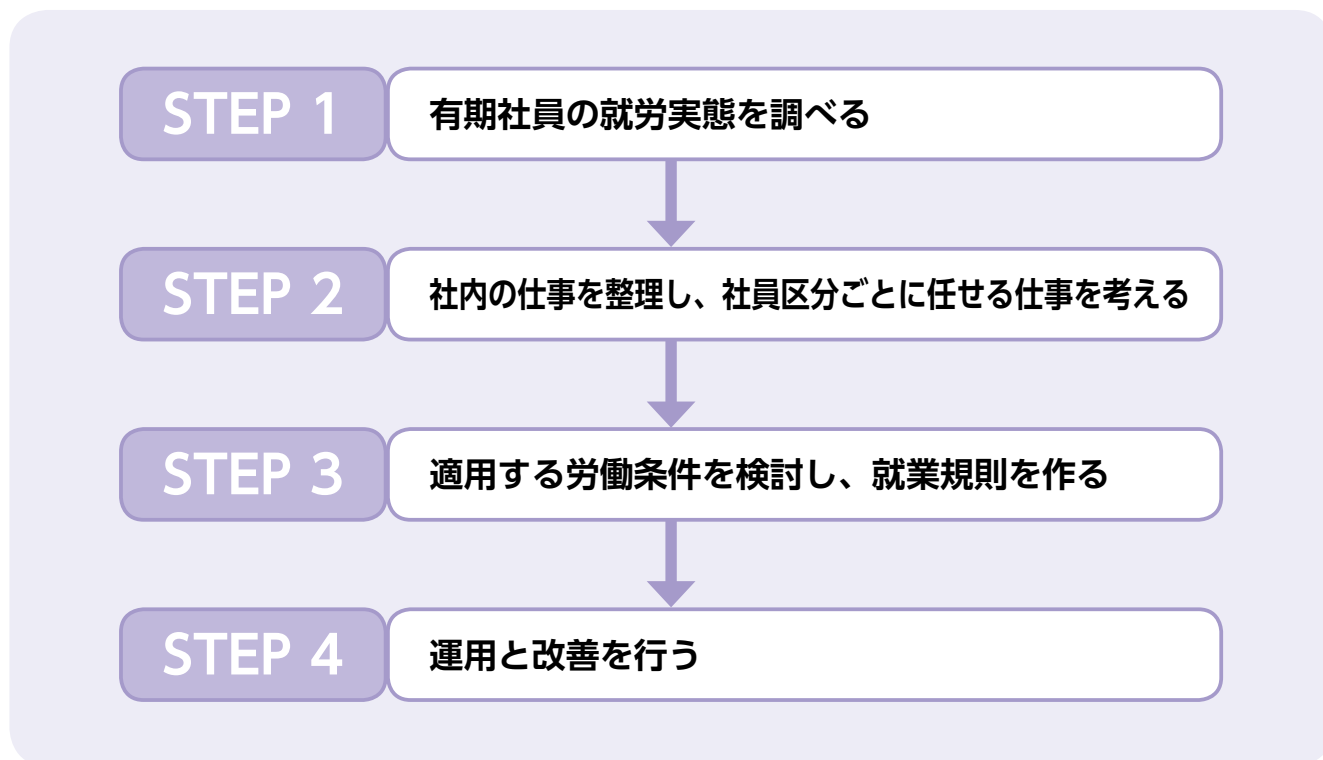 STEP 1
有期社員の就労実態を調べる
STEP 2
社内の仕事を整理し、社員区分ごとに任せる仕事を考える
STEP 3
適用する労働条件を検討し、就業規則を作る
STEP 4
運用と改善を行う